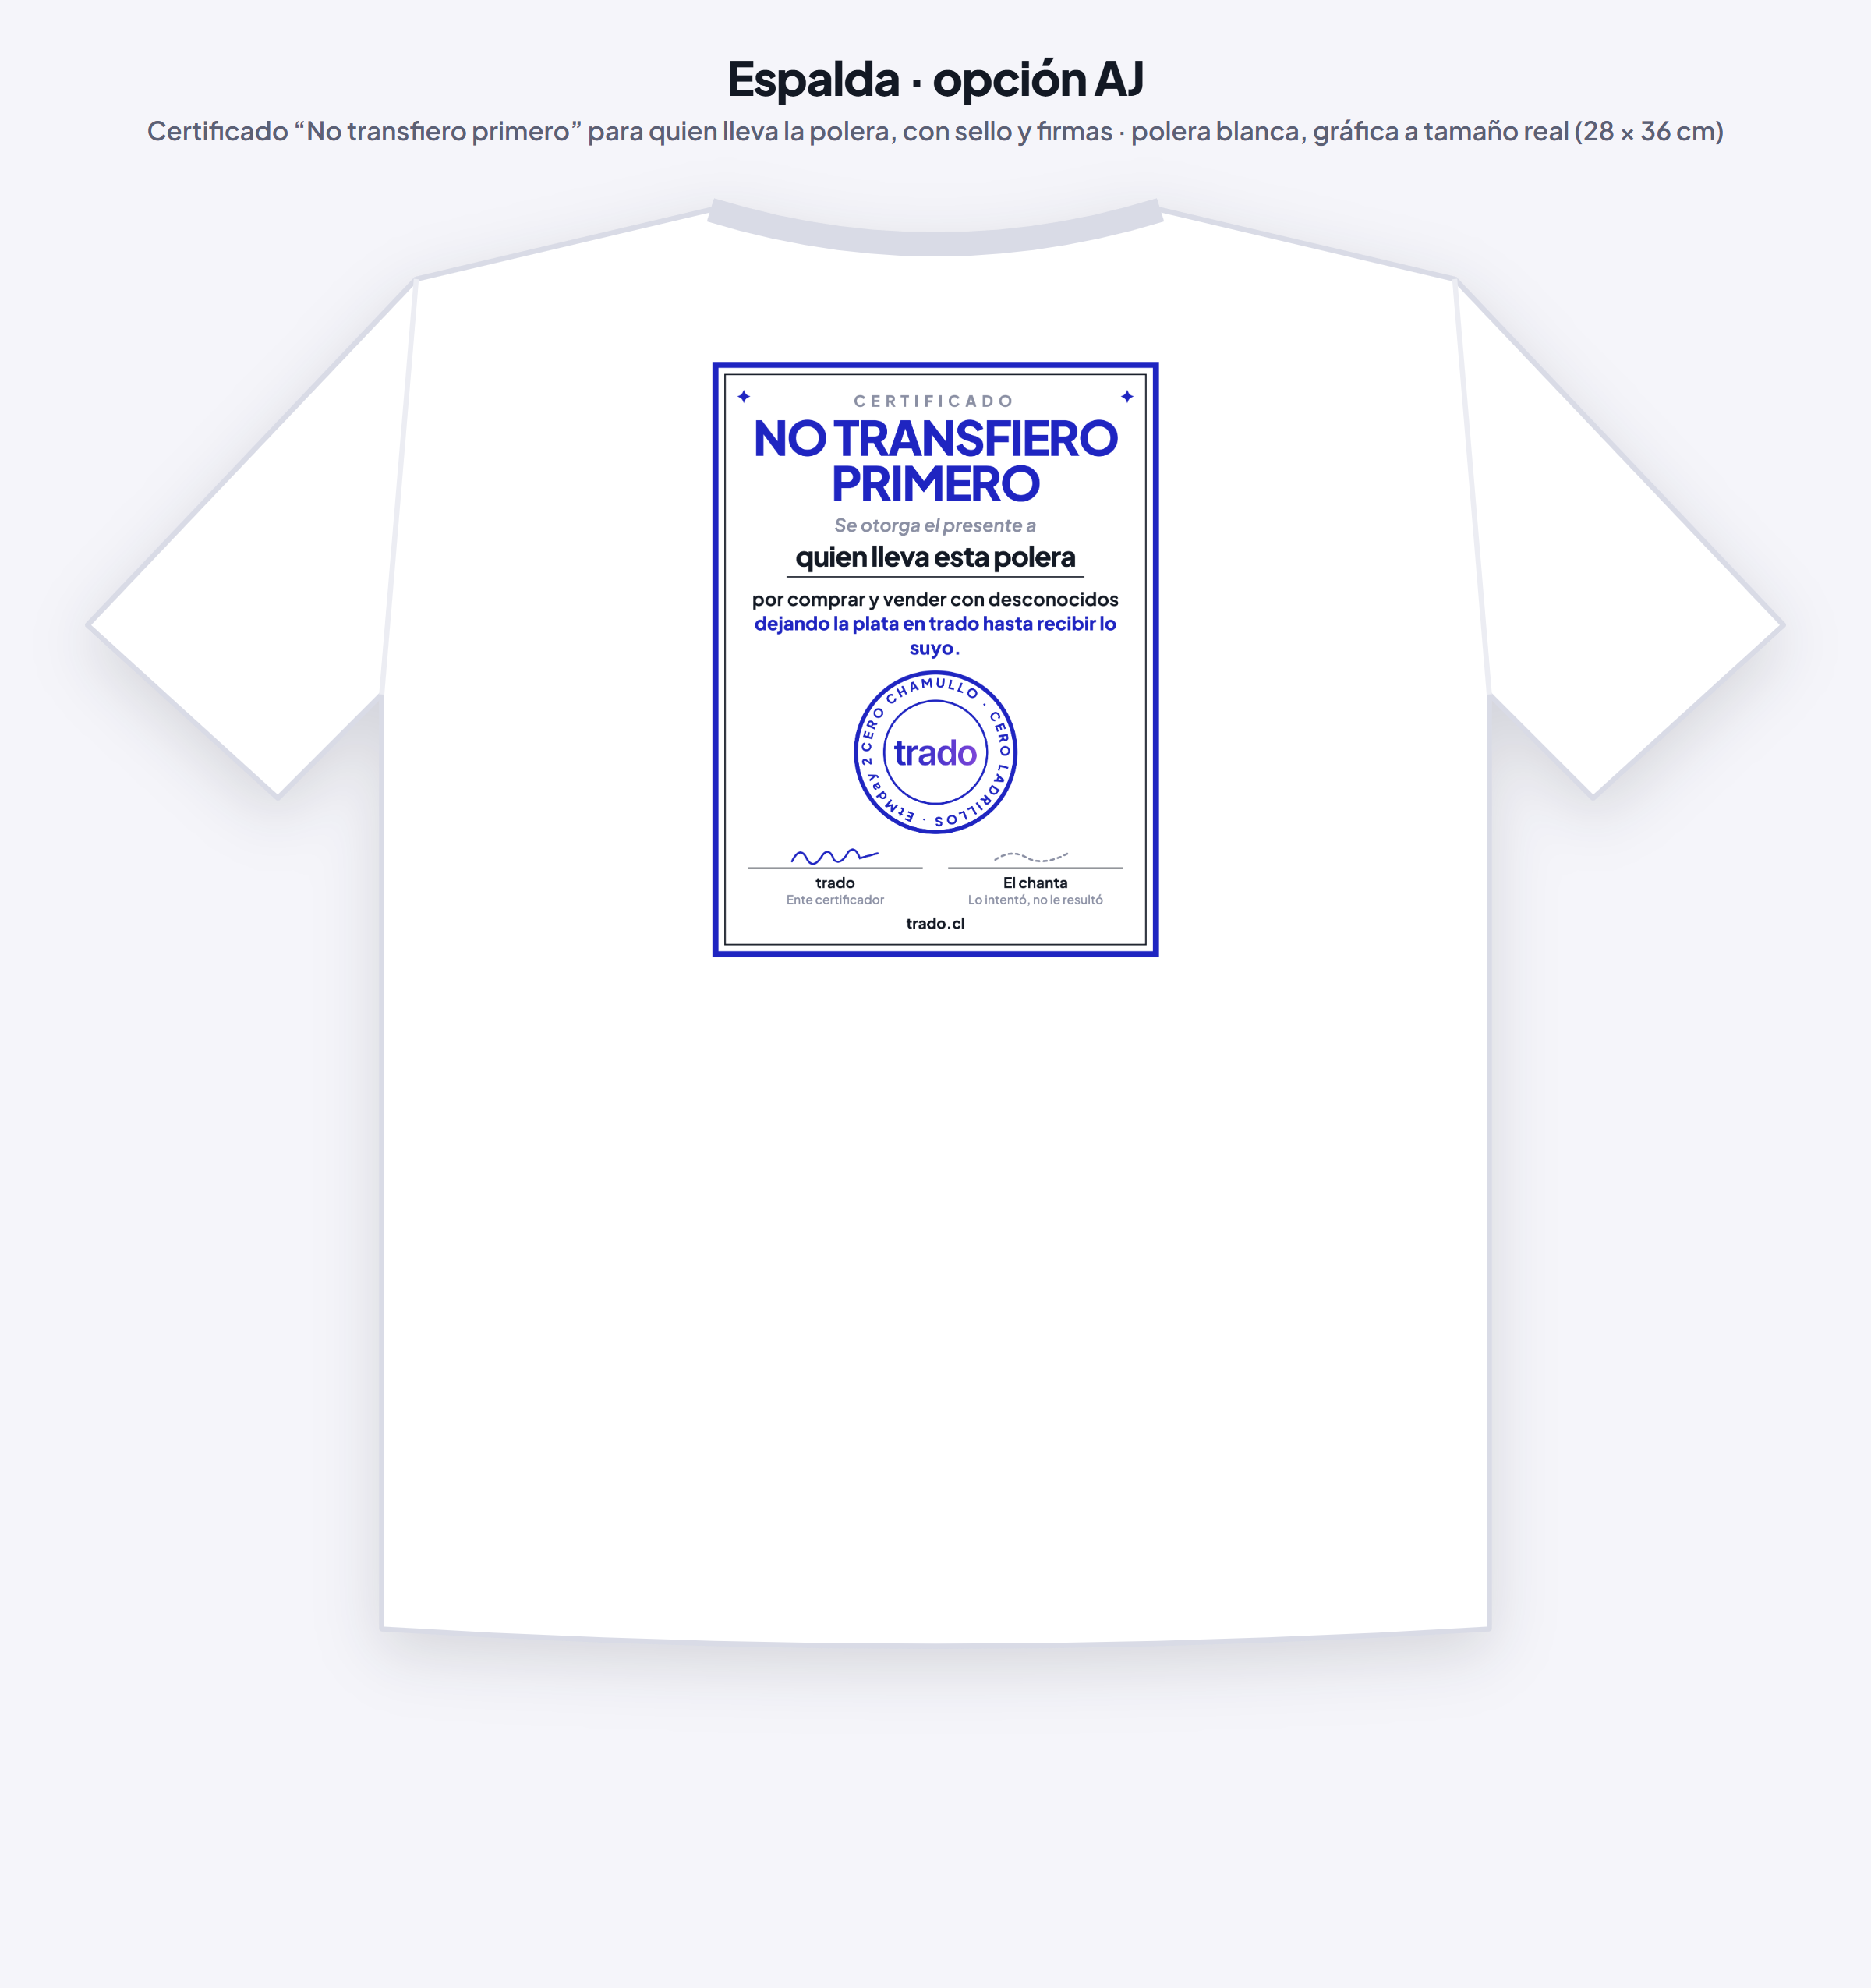 Espalda · opción AJ
Certificado “No transfiero primero” para quien lleva la polera, con sello y firmas · polera blanca, gráfica a tamaño real (28 × 36 cm)
CERTIFICADO
NO TRANSFIERO
PRIMERO
Se otorga el presente a
quien lleva esta polera
por comprar y vender con desconocidos
dejando la plata en trado hasta recibir lo
suyo.
CERO CHAMULLO · CERO LADRILLOS · EtMday 2
trado
trado
Ente certificador
El chanta
Lo intentó, no le resultó
trado.cl